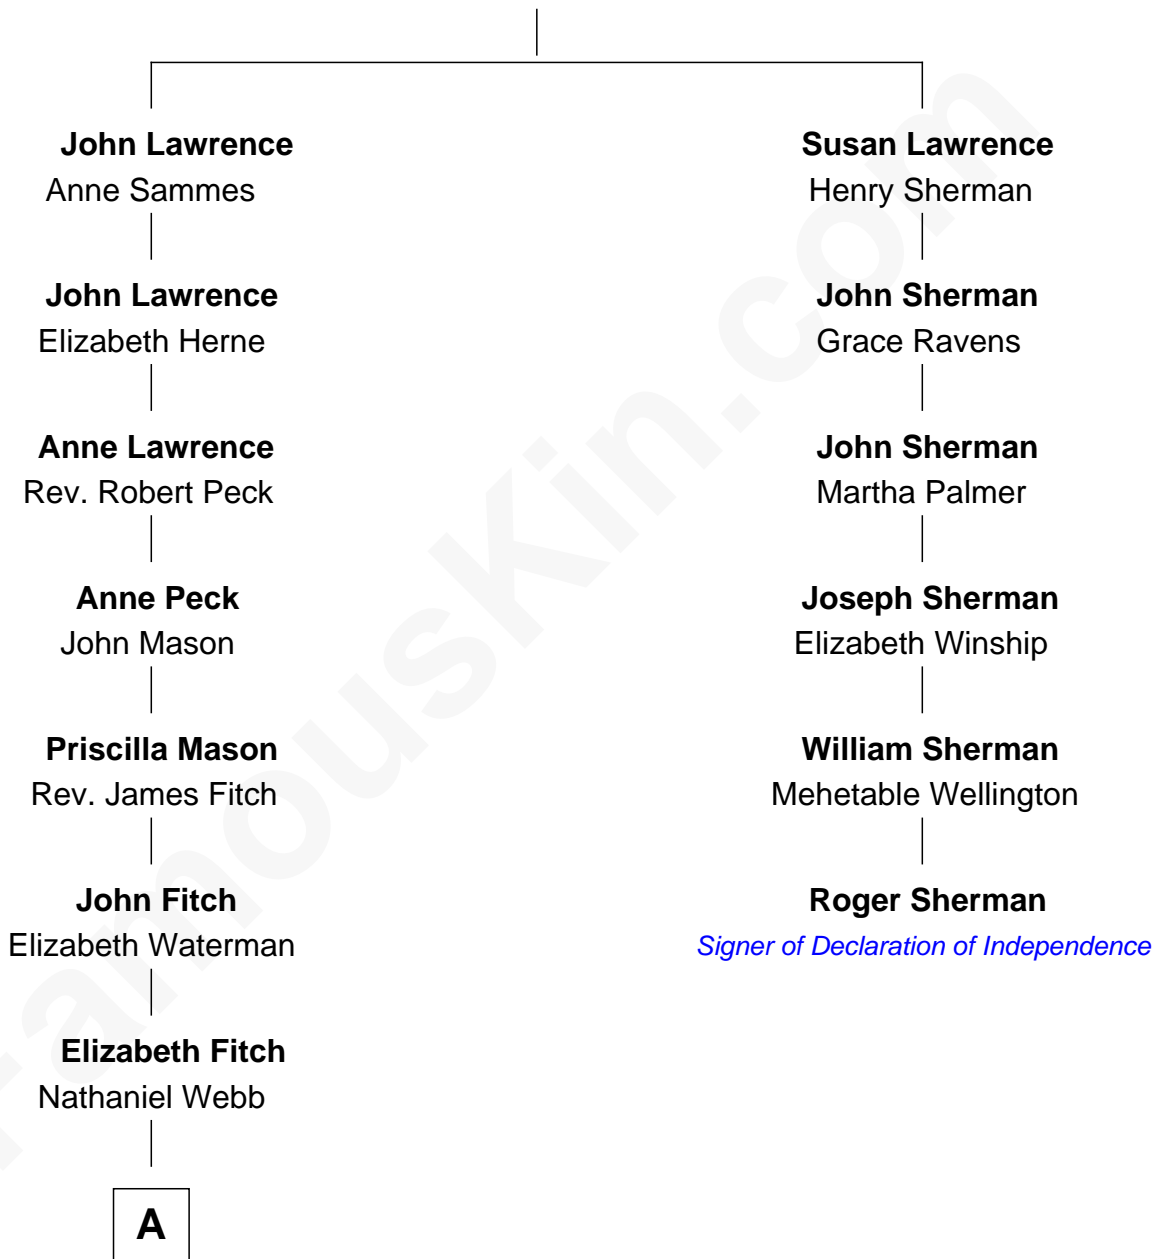 John Lawrence
Anne Sammes
John Lawrence
Elizabeth Herne
Anne Lawrence
Rev. Robert Peck
Anne Peck
John Mason
Priscilla Mason
Rev. James Fitch
John Fitch
Elizabeth Waterman
Elizabeth Fitch
Nathaniel Webb
A
Susan Lawrence
Henry Sherman
John Sherman
Grace Ravens
John Sherman
Martha Palmer
Joseph Sherman
Elizabeth Winship
William Sherman
Mehetable Wellington
Roger Sherman
Signer of Declaration of Independence
FamousKin.com